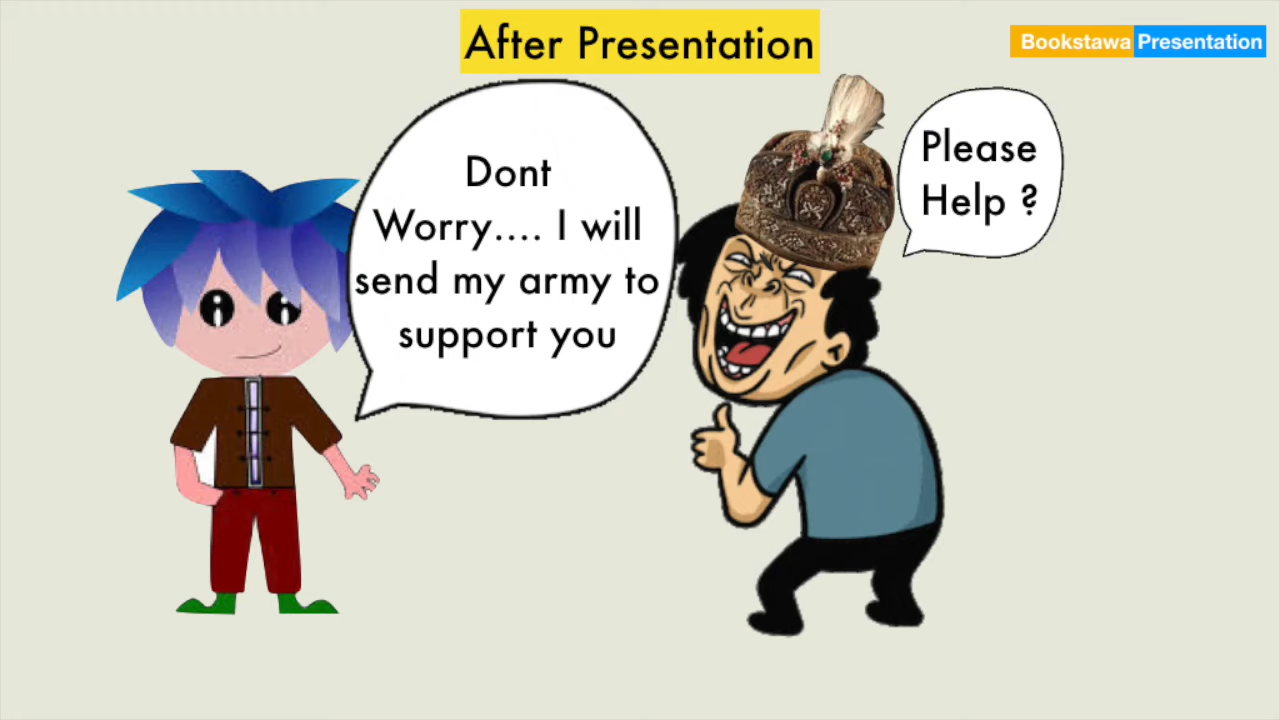 After Presentation
Bookstawa Presentation
Dont
Worry.... I will
send my army to
support you
Please
Help ?